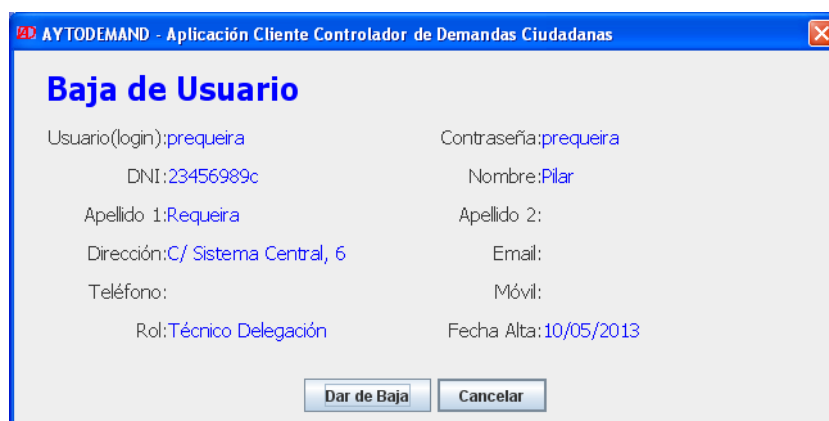 AYTODEMAND - Aplicación Cliente Controlador de Demandas Ciudadanas
Baja de Usuario
Usuario(login):prequeira Contraseña:prequeira
DNI:23456989c Nombre:Pilar
Apellido 1:Requeira Apellido 2:
Dirección:C/ Sistema Central, 6 Email:
Teléfono: Móvil:
Rol:Técnico Delegación Fecha Alta:10/05/2013
Dar de Baja Cancelar